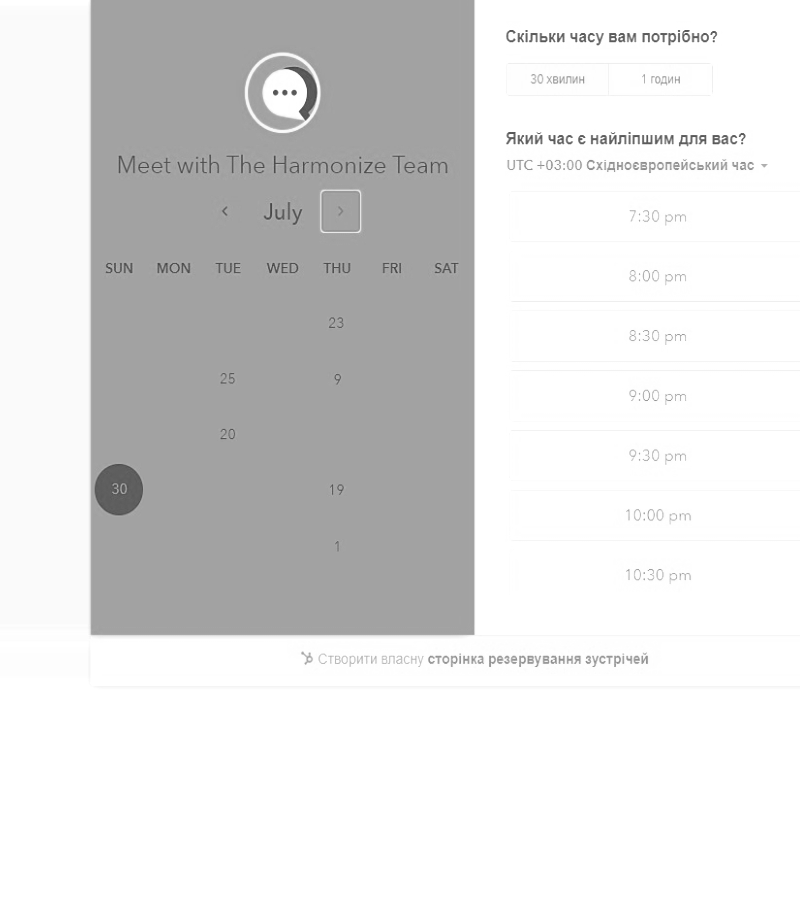 Meet with The Harmonize Team
July
SUN MON TUE WED THU FRI SAT
23
25 9
20
30 19
1
Скільки часу вам потрібно?
30 хвилин 1 годин
Який час є найліпшим для вас?
UTC +03:00 Східноєвропейський час
7:30 pm
8:00 pm
8:30 pm
9:00 pm
9:30 pm
10:00 pm
10:30 pm
Створити власну сторінка резервування зустрічей